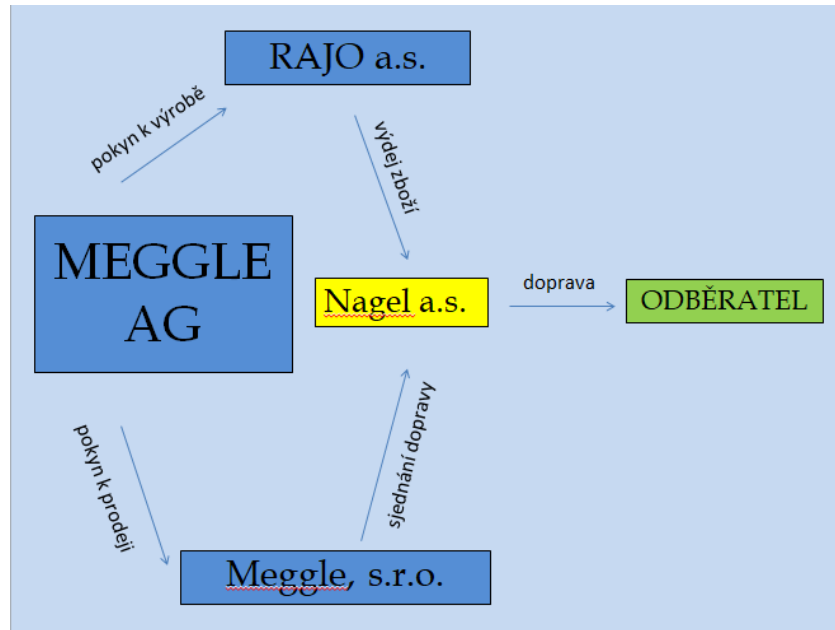 RAJO a.s.
pokyn k výrobě
výdej zboží
MEGGLE
AG
Nagel a.s.
doprava
ODBĚRATEL
pokyn k prodeji
sjednání dopravy
Meggle, s.r.o.